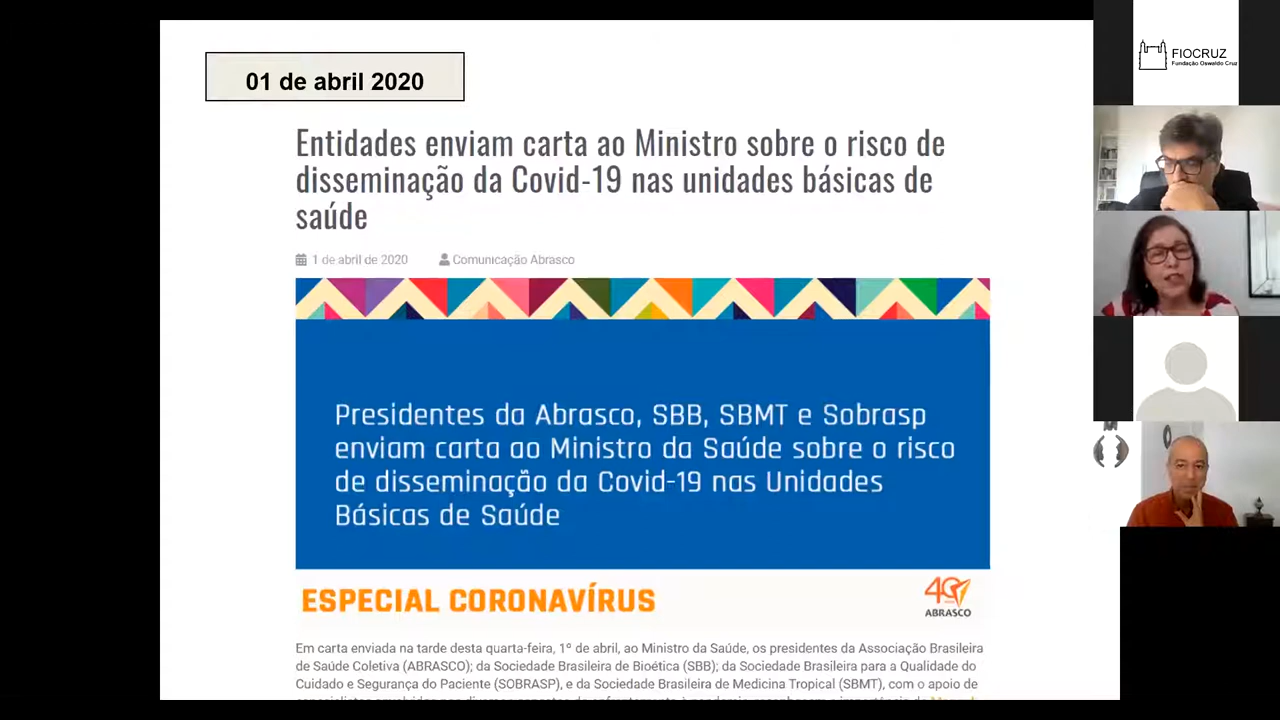 01 de abril 2020
Entidades enviam carta ao Ministro sobre o risco de
disseminação da Covid-19 nas unidades básicas de
saúde
1 de abril de 2020 Comunicação Abrasco
Presidentes da Abrasco, SBB, SBMT e Sobrasp
enviam carta ao Ministro da Saúde sobre o risco
de disseminação da Covid-19 nas Unidades
Básicas de Saúde
ESPECIAL CORONAVÍRUS
40
ABRASCO
Em carta enviada na tarde desta quarta-feira, 1º de abril, ao Ministro da Saúde, os presidentes da Associação Brasileira
de Saúde Coletiva (ABRASCO); da Sociedade Brasileira de Bioética (SBB); da Sociedade Brasileira para a Qualidade do
Cuidado e Segurança do Paciente (SOBRASP), e da Sociedade Brasileira de Medicina Tropical (SBMT), com o apoio de
FIOCRUZ
Fundação Oswaldo Cruz